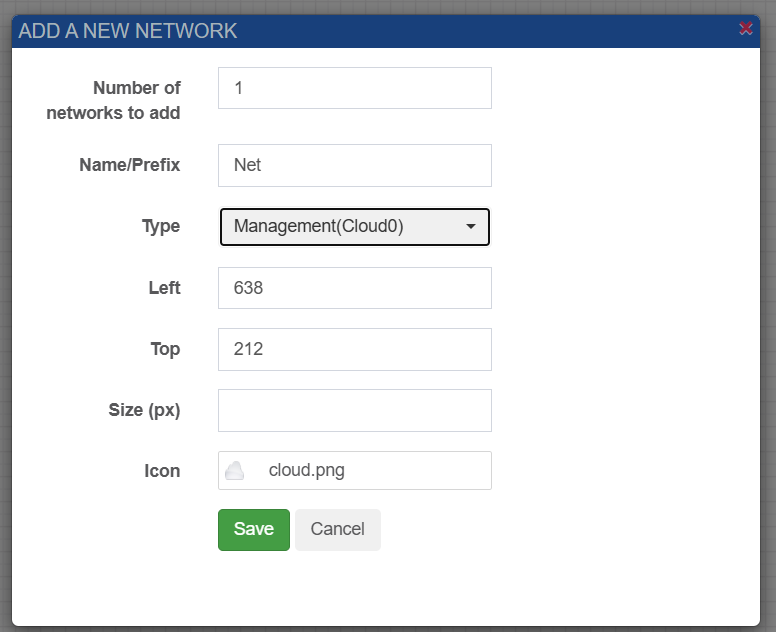 ADD A NEW NETWORK
Number of
networks to add
1
Name/Prefix
Net
Type
Management(Cloud0)
Left
638
Top
212
Size (px)
Icon
cloud.png
Save
Cancel